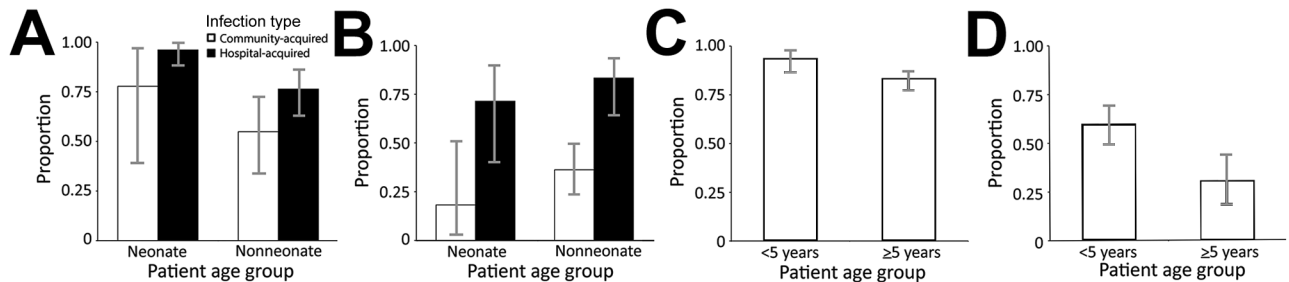 A
Infection type
Community-acquired
Hospital-acquired
Proportion
1.00
0.75
0.50
0.25
0
Neonate Nonneonate
Patient age group
B
Proportion
1.00
0.75
0.50
0.25
0
Neonate Nonneonate
Patient age group
C
Proportion
1.00
0.75
0.50
0.25
0
<5 years ≥5 years
Patient age group
D
Proportion
1.00
0.75
0.50
0.25
0
<5 years ≥5 years
Patient age group